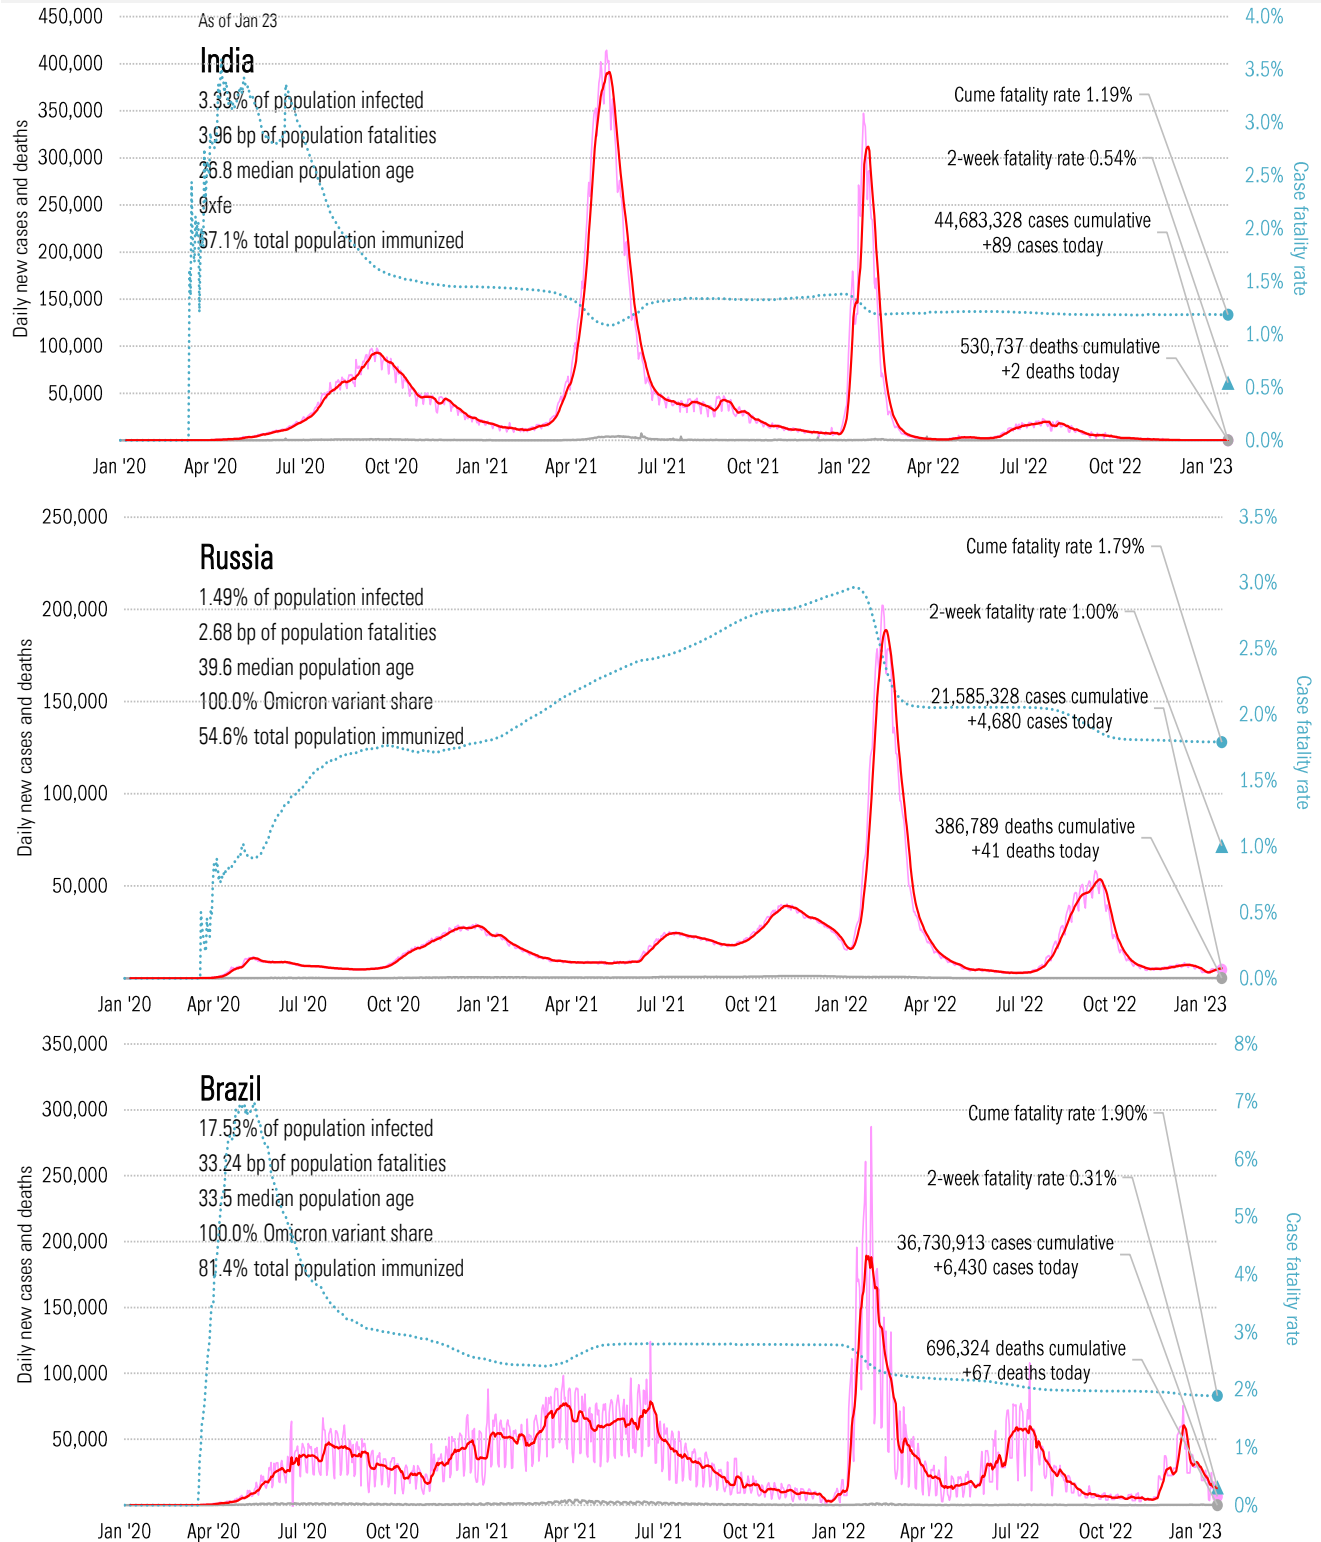 450,000
As of Jan 23
4.0%
India
400,000
3.5%
3.33% of population infected
Cume fatality rate 1.19%
350,000
3.96 bp of population fatalities
3.0%
300,000
26.8 median population age
2-week fatality rate 0.54%
2.5%
250,000
9xfe
44,683,328 cases cumulative
+89 cases today
2.0%
200,000
67.1% total population immunized
150,000
1.5%
100,000
530,737 deaths cumulative
+2 deaths today
1.0%
50,000
0.5%
0.0%
Daily new cases and deaths
Case fatality rate
Jan '20 Apr '20 Jul '20 Oct '20 Jan '21 Apr '21 Jul '21 Oct '21 Jan '22 Apr '22 Jul '22 Oct '22 Jan '23
250,000
3.5%
Russia
Cume fatality rate 1.79%
1.49% of population infected
3.0%
200,000
2-week fatality rate 1.00%
2.68 bp of population fatalities
39.6 median population age
2.5%
150,000
100.0% Omicron variant share
21,585,328 cases cumulative
+4,680 cases today
2.0%
54.6% total population immunized
100,000
1.5%
386,789 deaths cumulative
+41 deaths today
1.0%
50,000
0.5%
0.0%
Daily new cases and deaths
Case fatality rate
Jan '20 Apr '20 Jul '20 Oct '20 Jan '21 Apr '21 Jul '21 Oct '21 Jan '22 Apr '22 Jul '22 Oct '22 Jan '23
350,000
8%
Brazil
300,000
7%
17.53% of population infected
Cume fatality rate 1.90%
33.24 bp of population fatalities
6%
250,000
33.5 median population age
2-week fatality rate 0.31%
5%
200,000
100.0% Omicron variant share
36,730,913 cases cumulative
+6,430 cases today
81.4% total population immunized
4%
150,000
3%
100,000
696,324 deaths cumulative
+67 deaths today
2%
50,000
1%
0%
Daily new cases and deaths
Case fatality rate
Jan '20 Apr '20 Jul '20 Oct '20 Jan '21 Apr '21 Jul '21 Oct '21 Jan '22 Apr '22 Jul '22 Oct '22 Jan '23